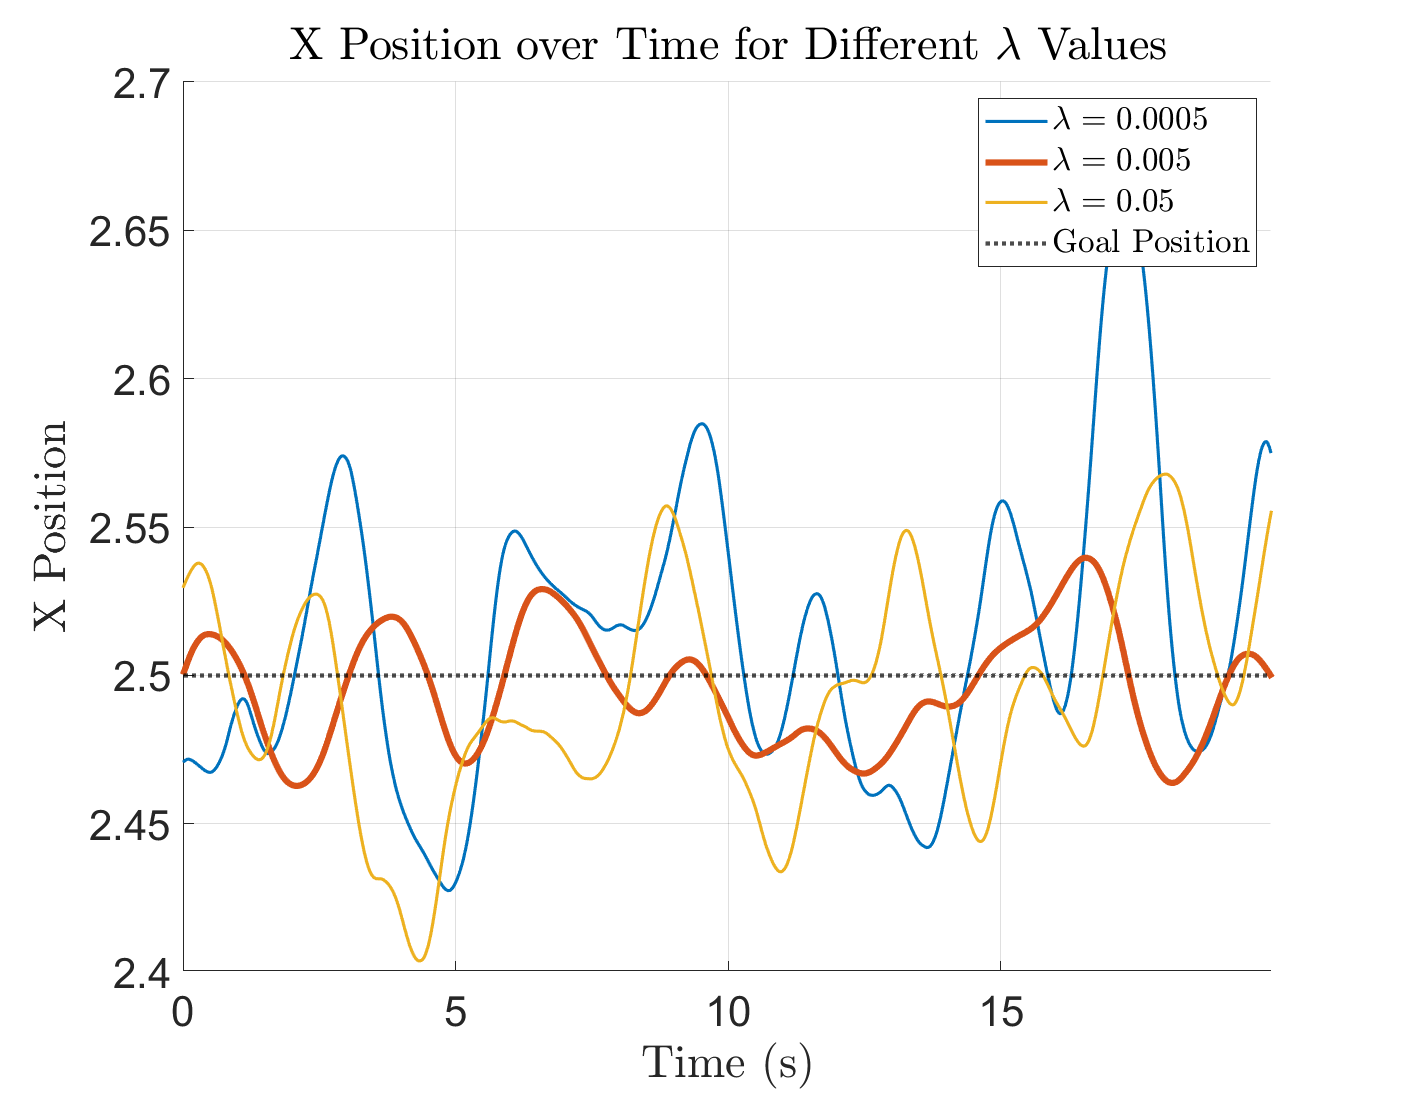 X Position over Time for Different λ Values
2.7
2.65
2.6
2.55
2.5
2.45
2.4
X Position
λ = 0.0005
λ = 0.005
λ = 0.05
Goal Position
0 5 10 15
Time (s)